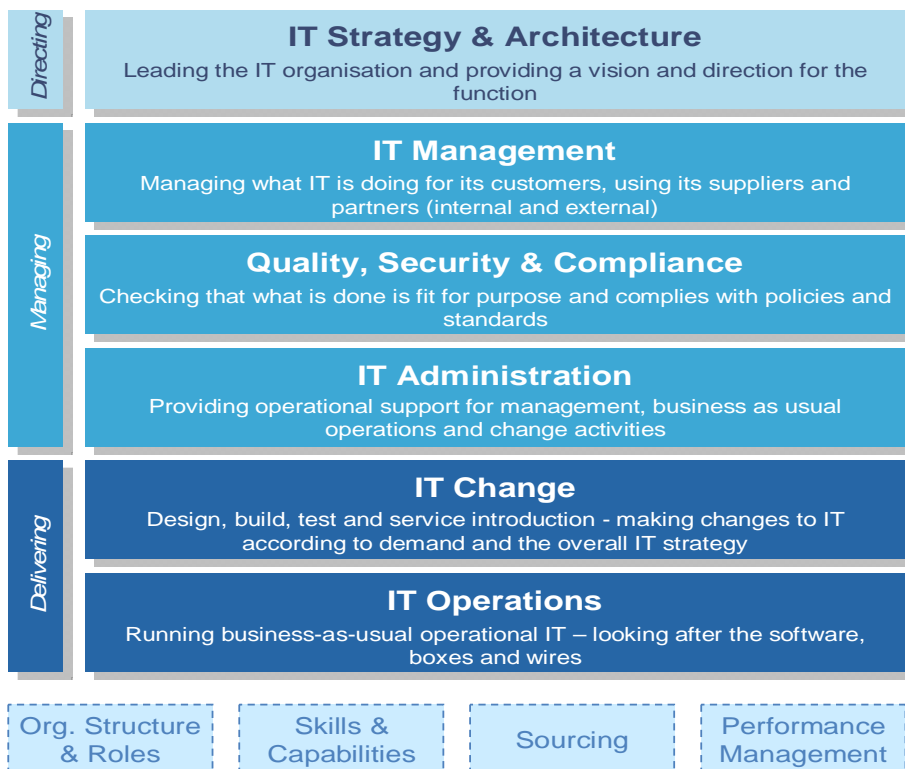 Directing
IT Strategy & Architecture
Leading the IT organisation and providing a vision and direction for the
function
Managing
IT Management
Managing what IT is doing for its customers, using its suppliers and
partners (internal and external)
Quality, Security & Compliance
Checking that what is done is fit for purpose and complies with policies and
standards
IT Administration
Providing operational support for management, business as usual
operations and change activities
Delivering
IT Change
Design, build, test and service introduction - making changes to IT
according to demand and the overall IT strategy
IT Operations
Running business-as-usual operational IT – looking after the software,
boxes and wires
Org. Structure
& Roles
Skills &
Capabilities
Sourcing
Performance
Management